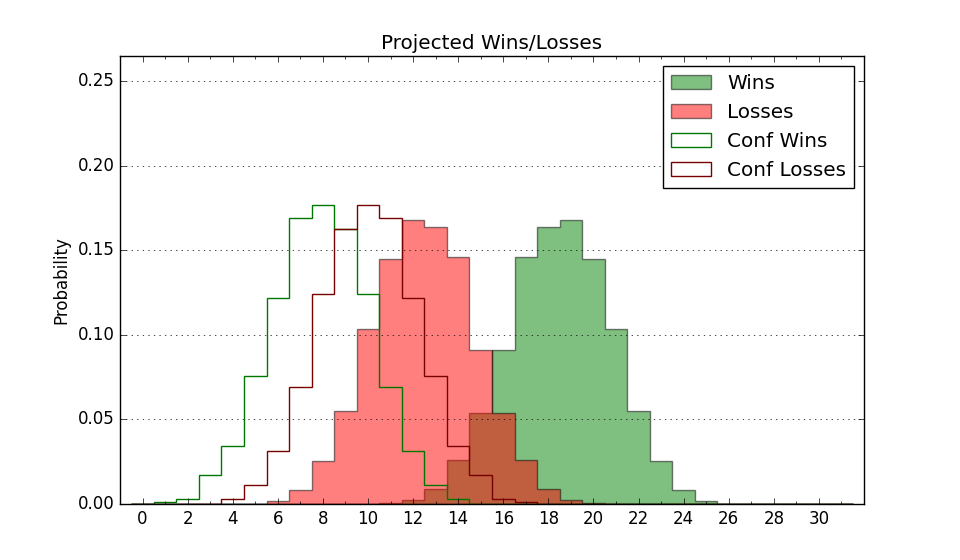 Projected Wins/Losses
0.25
0.20
0.15
0.10
0.05
0.00
Probability
Wins
Losses
Conf Wins
Conf Losses
0 2 4 6 8 10 12 14 16 18 20 22 24 26 28 30